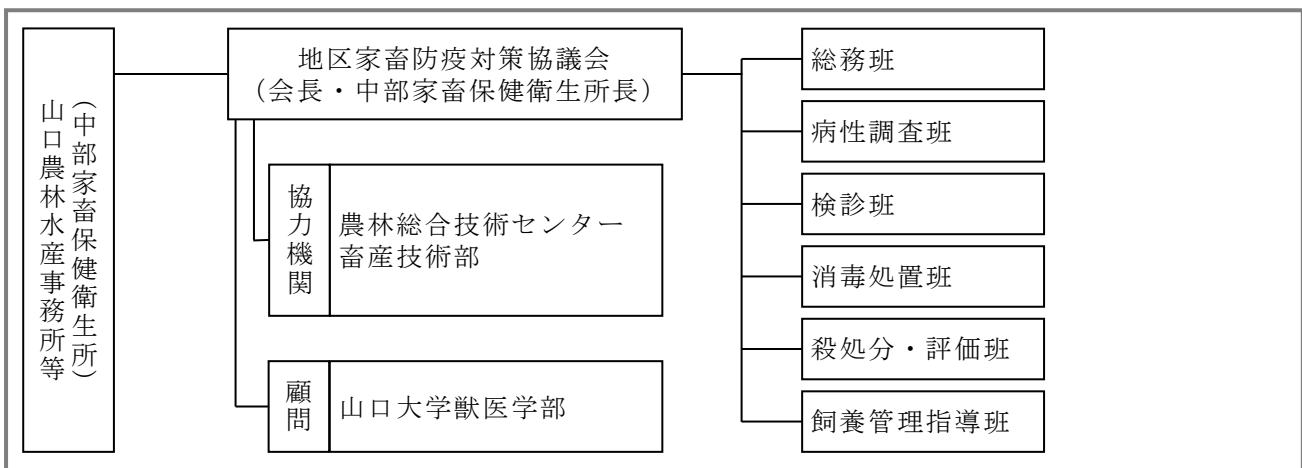 山口農林水産事務所等
（中部家畜保健衛生所）
地区家畜防疫対策協議会
（会長・中部家畜保健衛生所長）
協力機関
農林総合技術センター
畜産技術部
顧問
山口大学獣医学部
総務班
病性調査班
検診班
消毒処置班
殺処分・評価班
飼養管理指導班